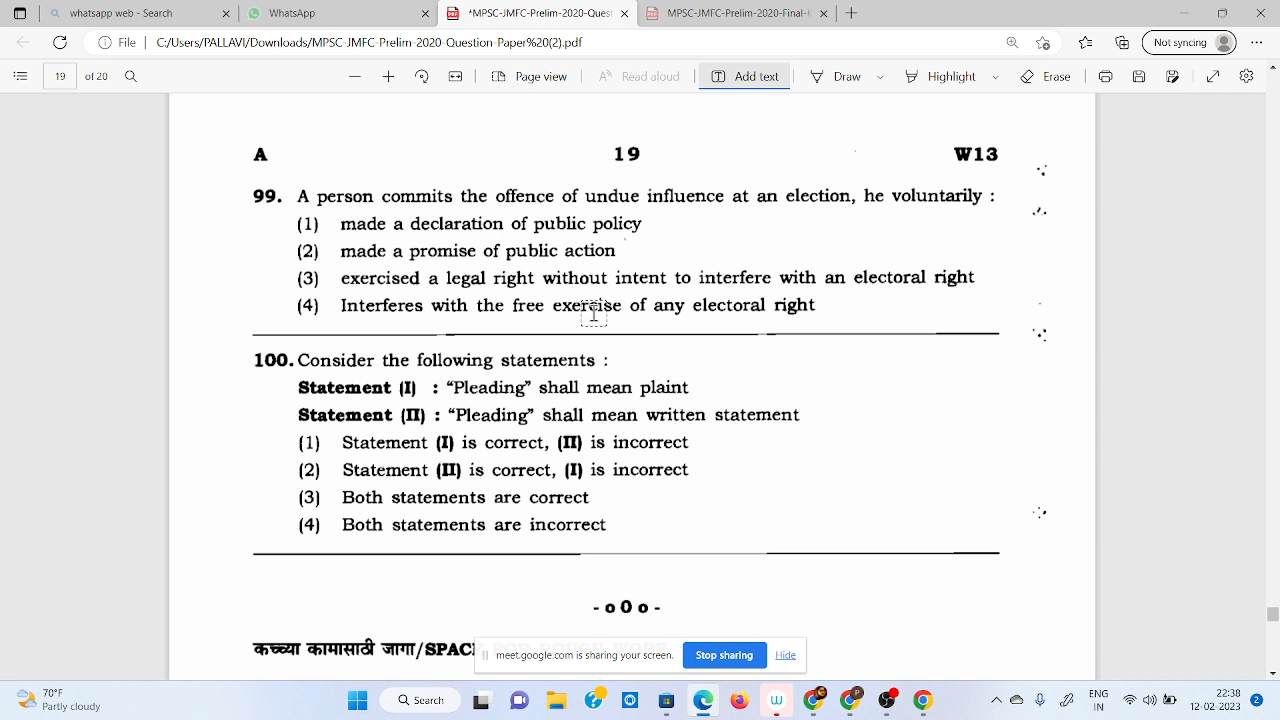 whatsapp web - Search
Whatsapp
*MPSC-JMFC-Prelim-2020-Quest
MPSC-JMFC-Prelim-2020-Final-
File
C:/Users/PALLAVI/Downloads/MPSC_JMFC-Prelim-2020 Question-Paper%20(2).pdf
Not syncing
19 of 20
Page view
Read aloud
Add text
Draw
Highlight
Erase
A 19 W13
99. A person commits the offence of undue influence at an election, he voluntarily :
(1) made a declaration of public policy
(2) made a promise of public action
(3) exercised a legal right without intent to interfere with an electoral right
(4) Interferes with the free exercise of any electoral right
100. Consider the following statements :
Statement (I) : “Pleading” shall mean plaint
Statement (II) : “Pleading” shall mean written statement
(1) Statement (I) is correct, (II) is incorrect
(2) Statement (II) is correct, (I) is incorrect
(3) Both statements are correct
(4) Both statements are incorrect
-o0o-
कच्च्या कामासाठी जागा/SPACE
meet.google.com is sharing your screen.
Stop sharing
Hide
70°F
Partly cloudy
Search
EN
IN
22:38
12-02-2023
2